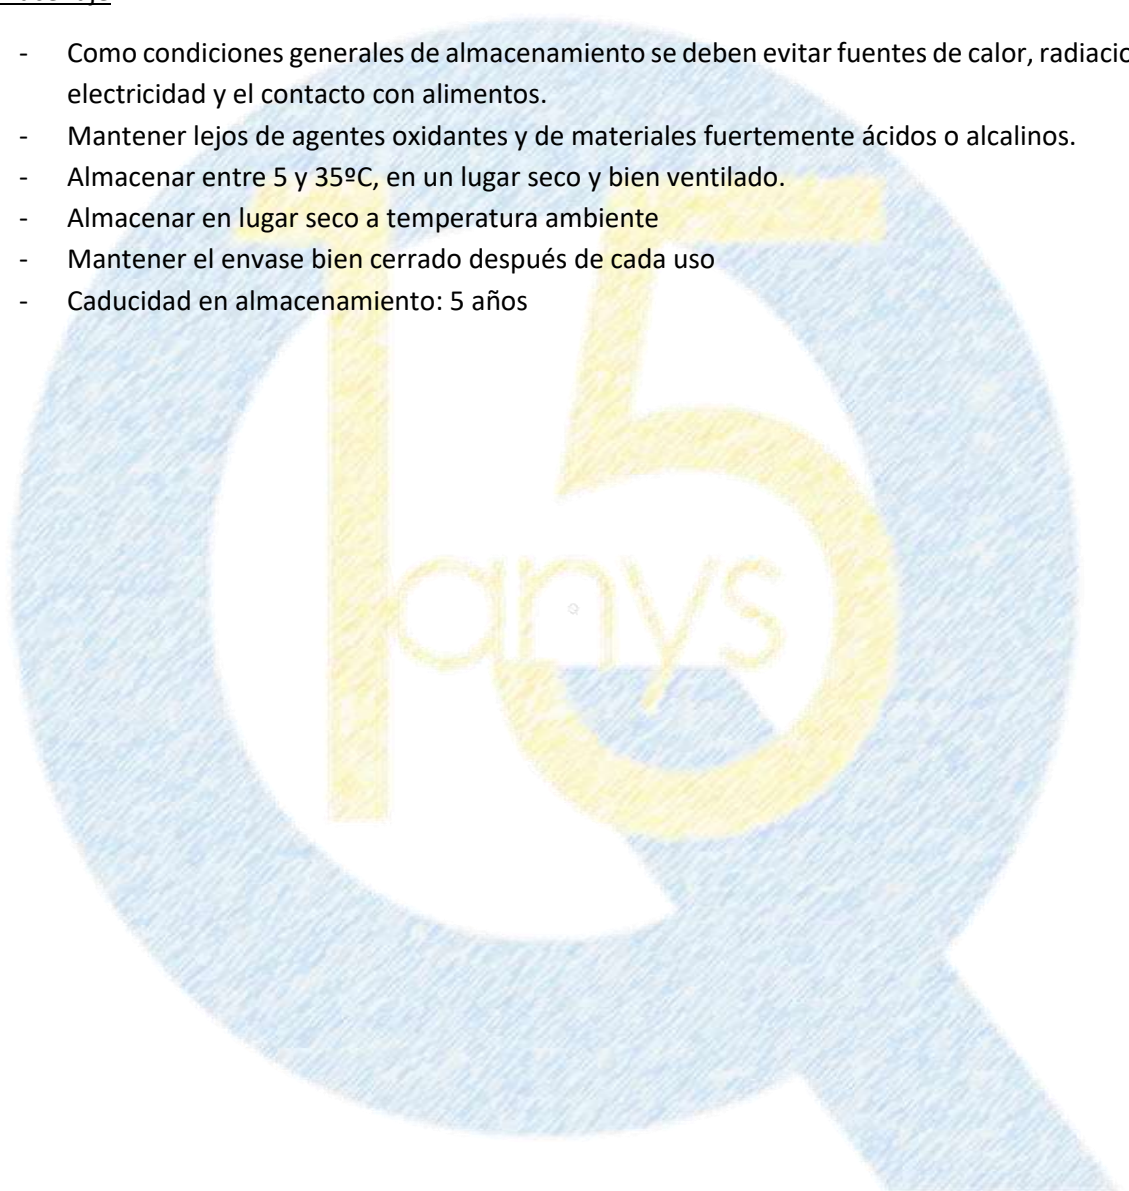 - Como condiciones generales de almacenamiento se deben evitar fuentes de calor,
electricidad y el contacto con alimentos.
- Mantener lejos de agentes oxidantes y de materiales fuertemente ácidos o alcalinos.
- Almacenar entre 5 y 35ºC, en un lugar seco y bien ventilado.
- Almacenar en lugar seco a temperatura ambiente
- Mantener el envase bien cerrado después de cada uso
- Caducidad en almacenamiento: 5 años
15
anys